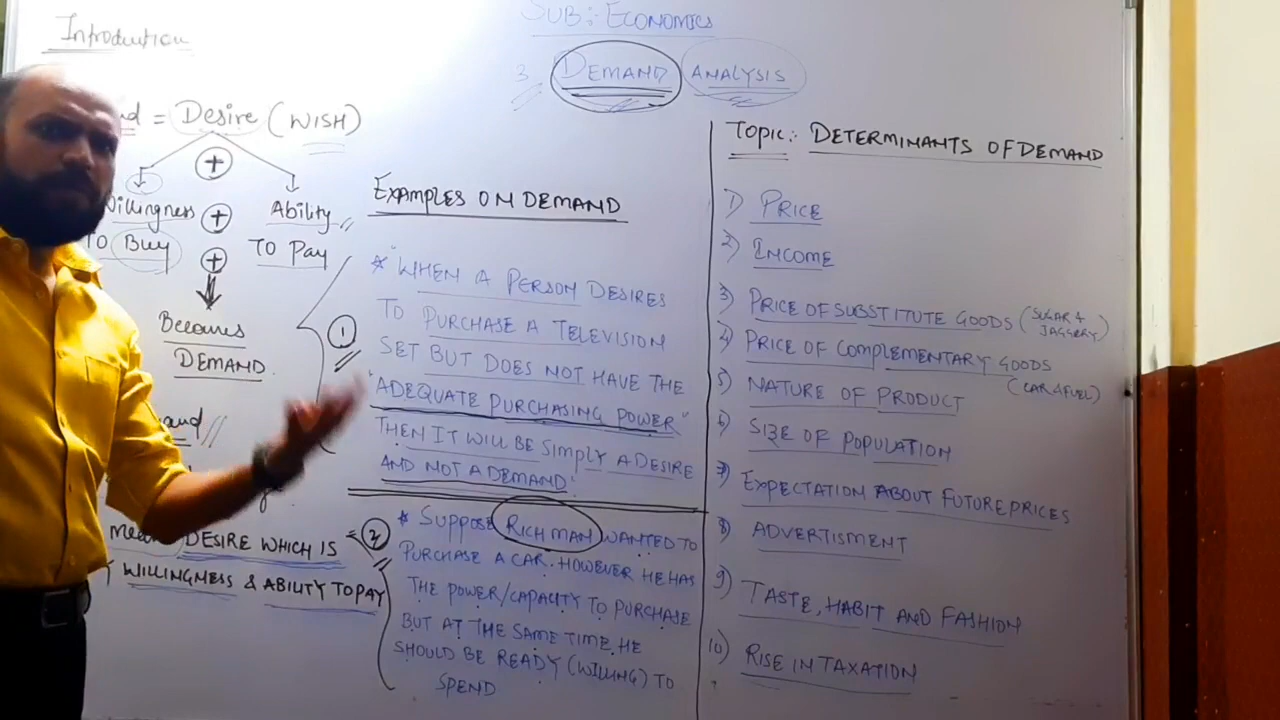 SUB:- ECONOMICS
3. DEMAND ANALYSIS
Introduction
= Desire (WISH)
+
Willingness + Ability
TO Buy TO Pay
+
Becomes
DEMAND.
DESIRE WHICH IS
WILLINGNESS & ABILITY TO PAY
EXAMPLES ON DEMAND
1
* "WHEN A PERSON DESIRES
TO PURCHASE A TELEVISION
SET BUT DOES NOT HAVE THE
"ADEQUATE PURCHASING POWER"
THEN IT WILL BE SIMPLY A DESIRE
AND NOT A DEMAND."
2
* SUPPOSE RICH MAN WANTED TO
PURCHASE A CAR. HOWEVER HE HAS
THE POWER/CAPACITY TO PURCHASE
BUT AT THE SAME TIME, HE
SHOULD BE READY (WILLING) TO
SPEND
TOPIC:- DETERMINANTS OF DEMAND
1) PRICE
2) INCOME
3) PRICE OF SUBSTITUTE GOODS (SUGAR & JAGGERY)
4) PRICE OF COMPLEMENTARY GOODS
(CAR & FUEL)
5) NATURE OF PRODUCT
6) SIZE OF POPULATION
7) EXPECTATION ABOUT FUTURE PRICES
8) ADVERTISMENT
9) TASTE, HABIT AND FASHION
10) RISE IN TAXATION